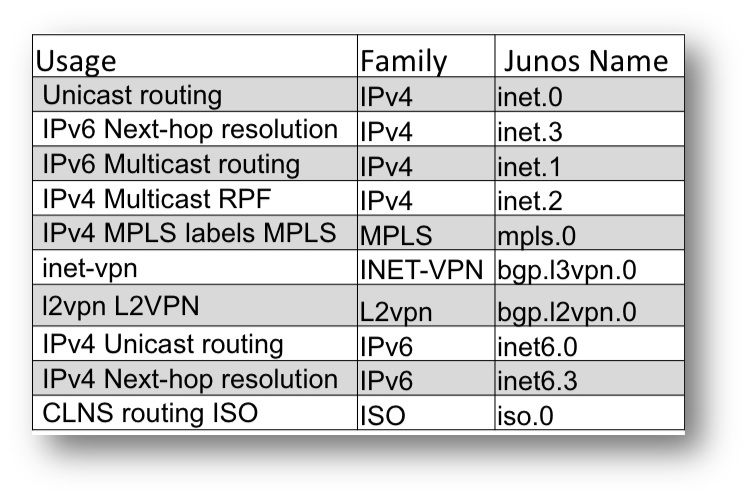 Usage Family Junos Name
Unicast routing IPv4 inet.0
IPv6 Next-hop resolution IPv4 inet.3
IPv6 Multicast routing IPv4 inet.1
IPv4 Multicast RPF IPv4 inet.2
IPv4 MPLS labels MPLS MPLS mpls.0
inet-vpn INET-VPN bgp.l3vpn.0
l2vpn L2VPN L2vpn bgp.l2vpn.0
IPv4 Unicast routing IPv6 inet6.0
IPv4 Next-hop resolution IPv6 inet6.3
CLNS routing ISO ISO iso.0